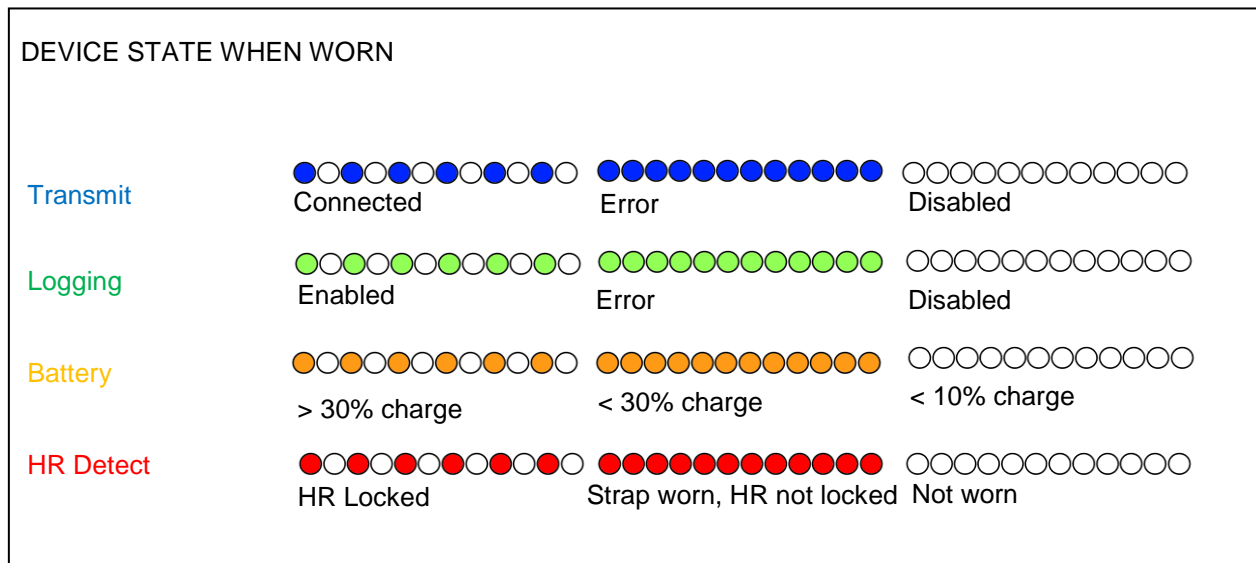 DEVICE STATE WHEN WORN
Transmit
Connected
Error
Disabled
Logging
Enabled
Error
Disabled
Battery
> 30% charge
< 30% charge
< 10% charge
HR Detect
HR Locked
Strap worn, HR not locked
Not worn